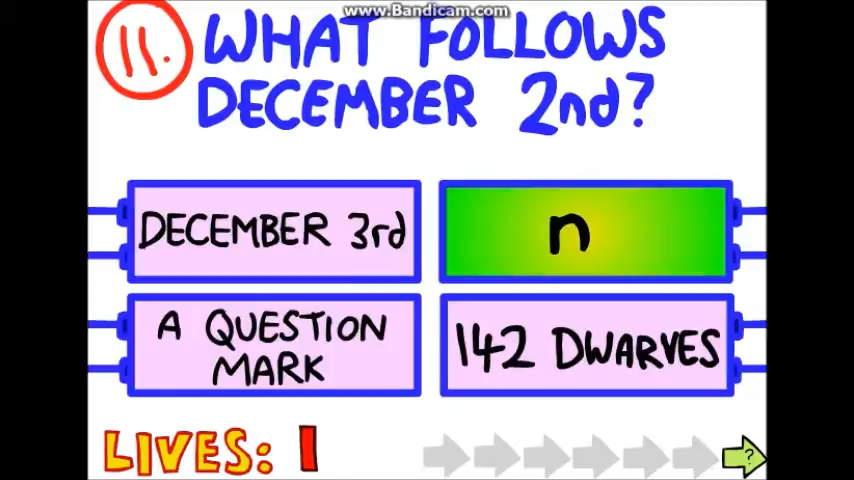 www.Bandicam.com
11. WHAT FOLLOWS
DECEMBER 2nd?
DECEMBER 3rd
n
A QUESTION
MARK
142 DWARVES
LIVES: 1
?